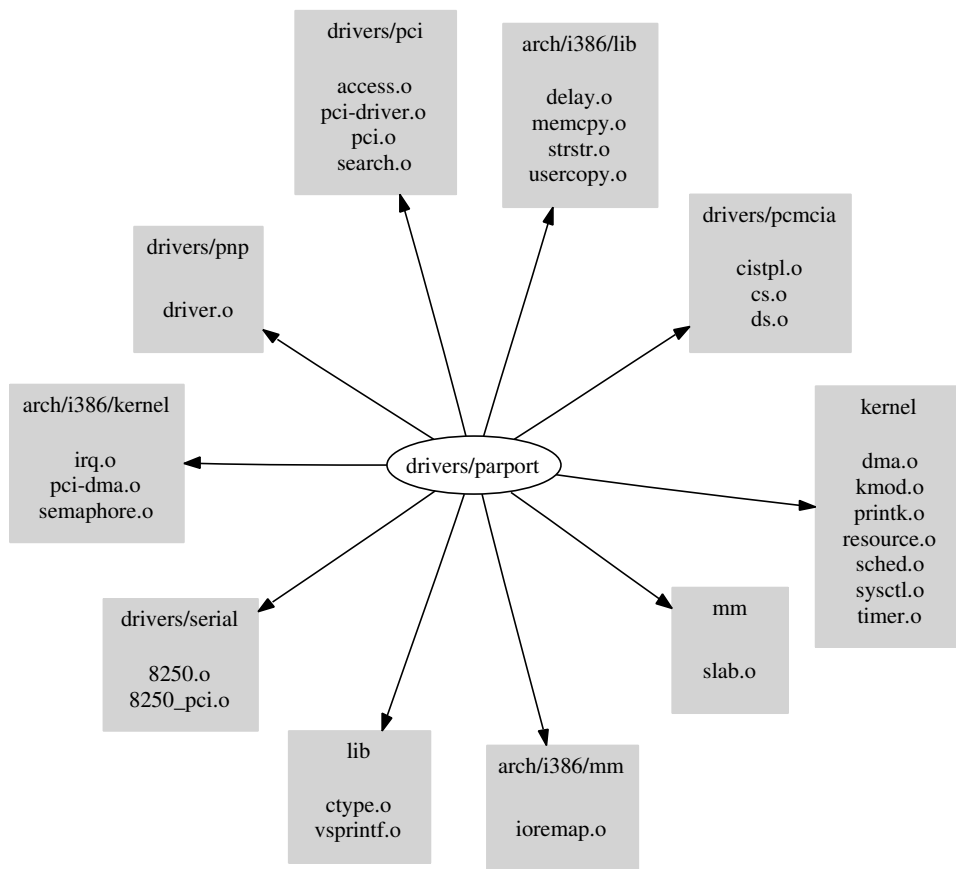 drivers/pci
access.o
pci-driver.o
pci.o
search.o
arch/i386/lib
delay.o
memcpy.o
strstr.o
usercopy.o
drivers/pcmcia
cistpl.o
cs.o
ds.o
drivers/pnp
driver.o
arch/i386/kernel
irq.o
pci-dma.o
semaphore.o
drivers/parport
kernel
dma.o
kmod.o
printk.o
resource.o
sched.o
sysctl.o
timer.o
drivers/serial
8250.o
8250_pci.o
mm
slab.o
lib
ctype.o
vsprintf.o
arch/i386/mm
ioremap.o